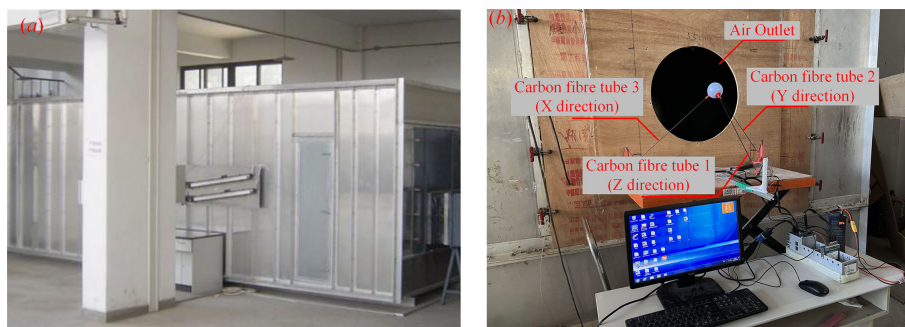 (a)
(b)
Air Outlet
Carbon fibre tube 3
(X direction)
Carbon fibre tube 2
(Y direction)
Carbon fibre tube 1
(Z direction)